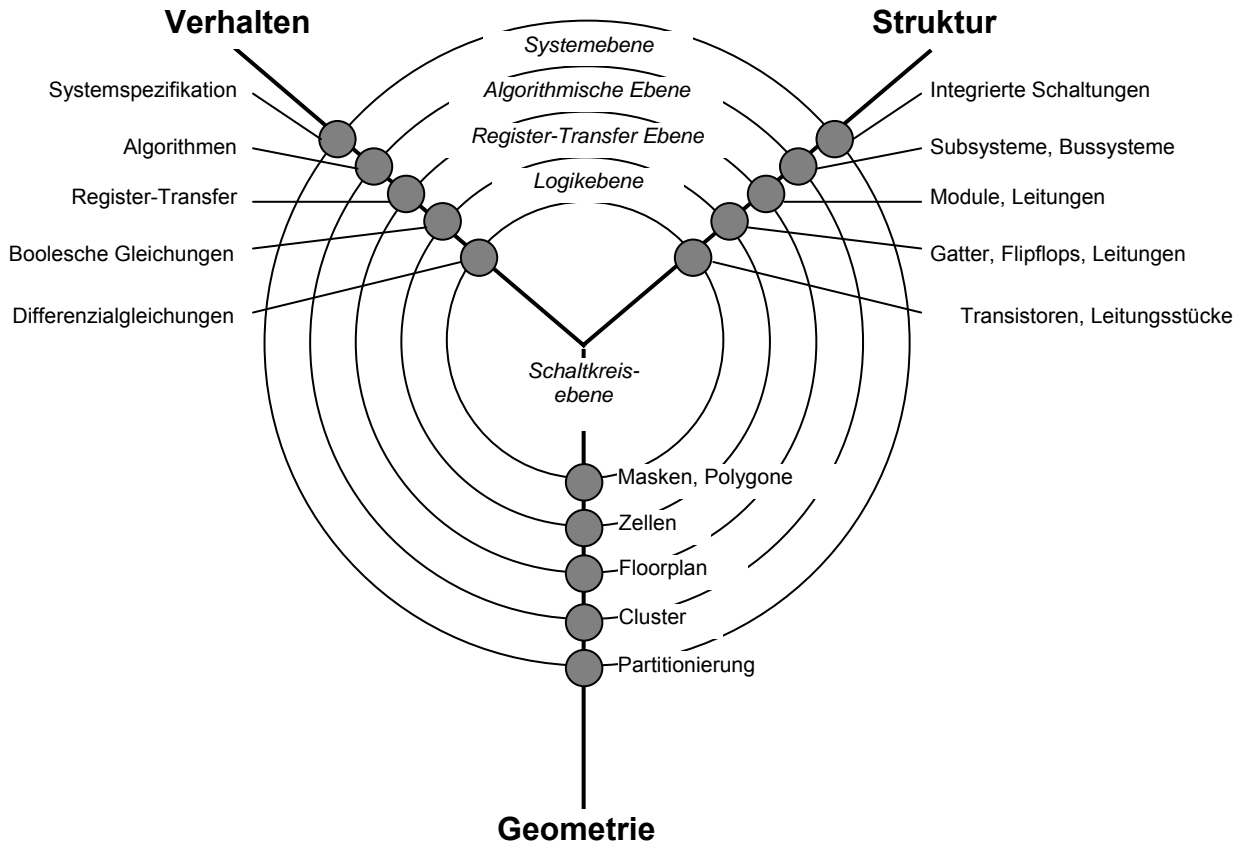 Verhalten
Struktur
Systemebene
Systemspezifikation
Algorithmische Ebene
Integrierte Schaltungen
Algorithmen
Register-Transfer Ebene
Subsysteme, Bussysteme
Register-Transfer
Logikebene
Module, Leitungen
Boolesche Gleichungen
Gatter, Flipflops, Leitungen
Differenzialgleichungen
Transistoren, Leitungsstücke
Schaltkreis-
ebene
Masken, Polygone
Zellen
Floorplan
Cluster
Partitionierung
Geometrie